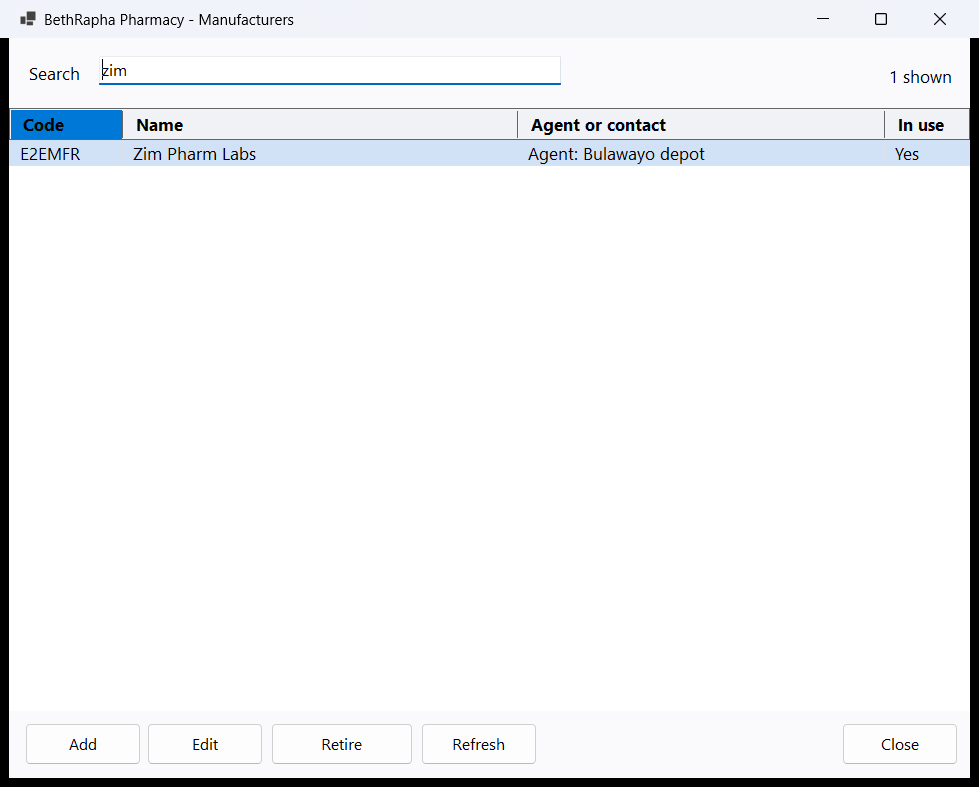 BethRapha Pharmacy - Manufacturers
Search zim 1 shown
Code Name Agent or contact In use
E2EMFR Zim Pharm Labs Agent: Bulawayo depot Yes
Add Edit Retire Refresh Close